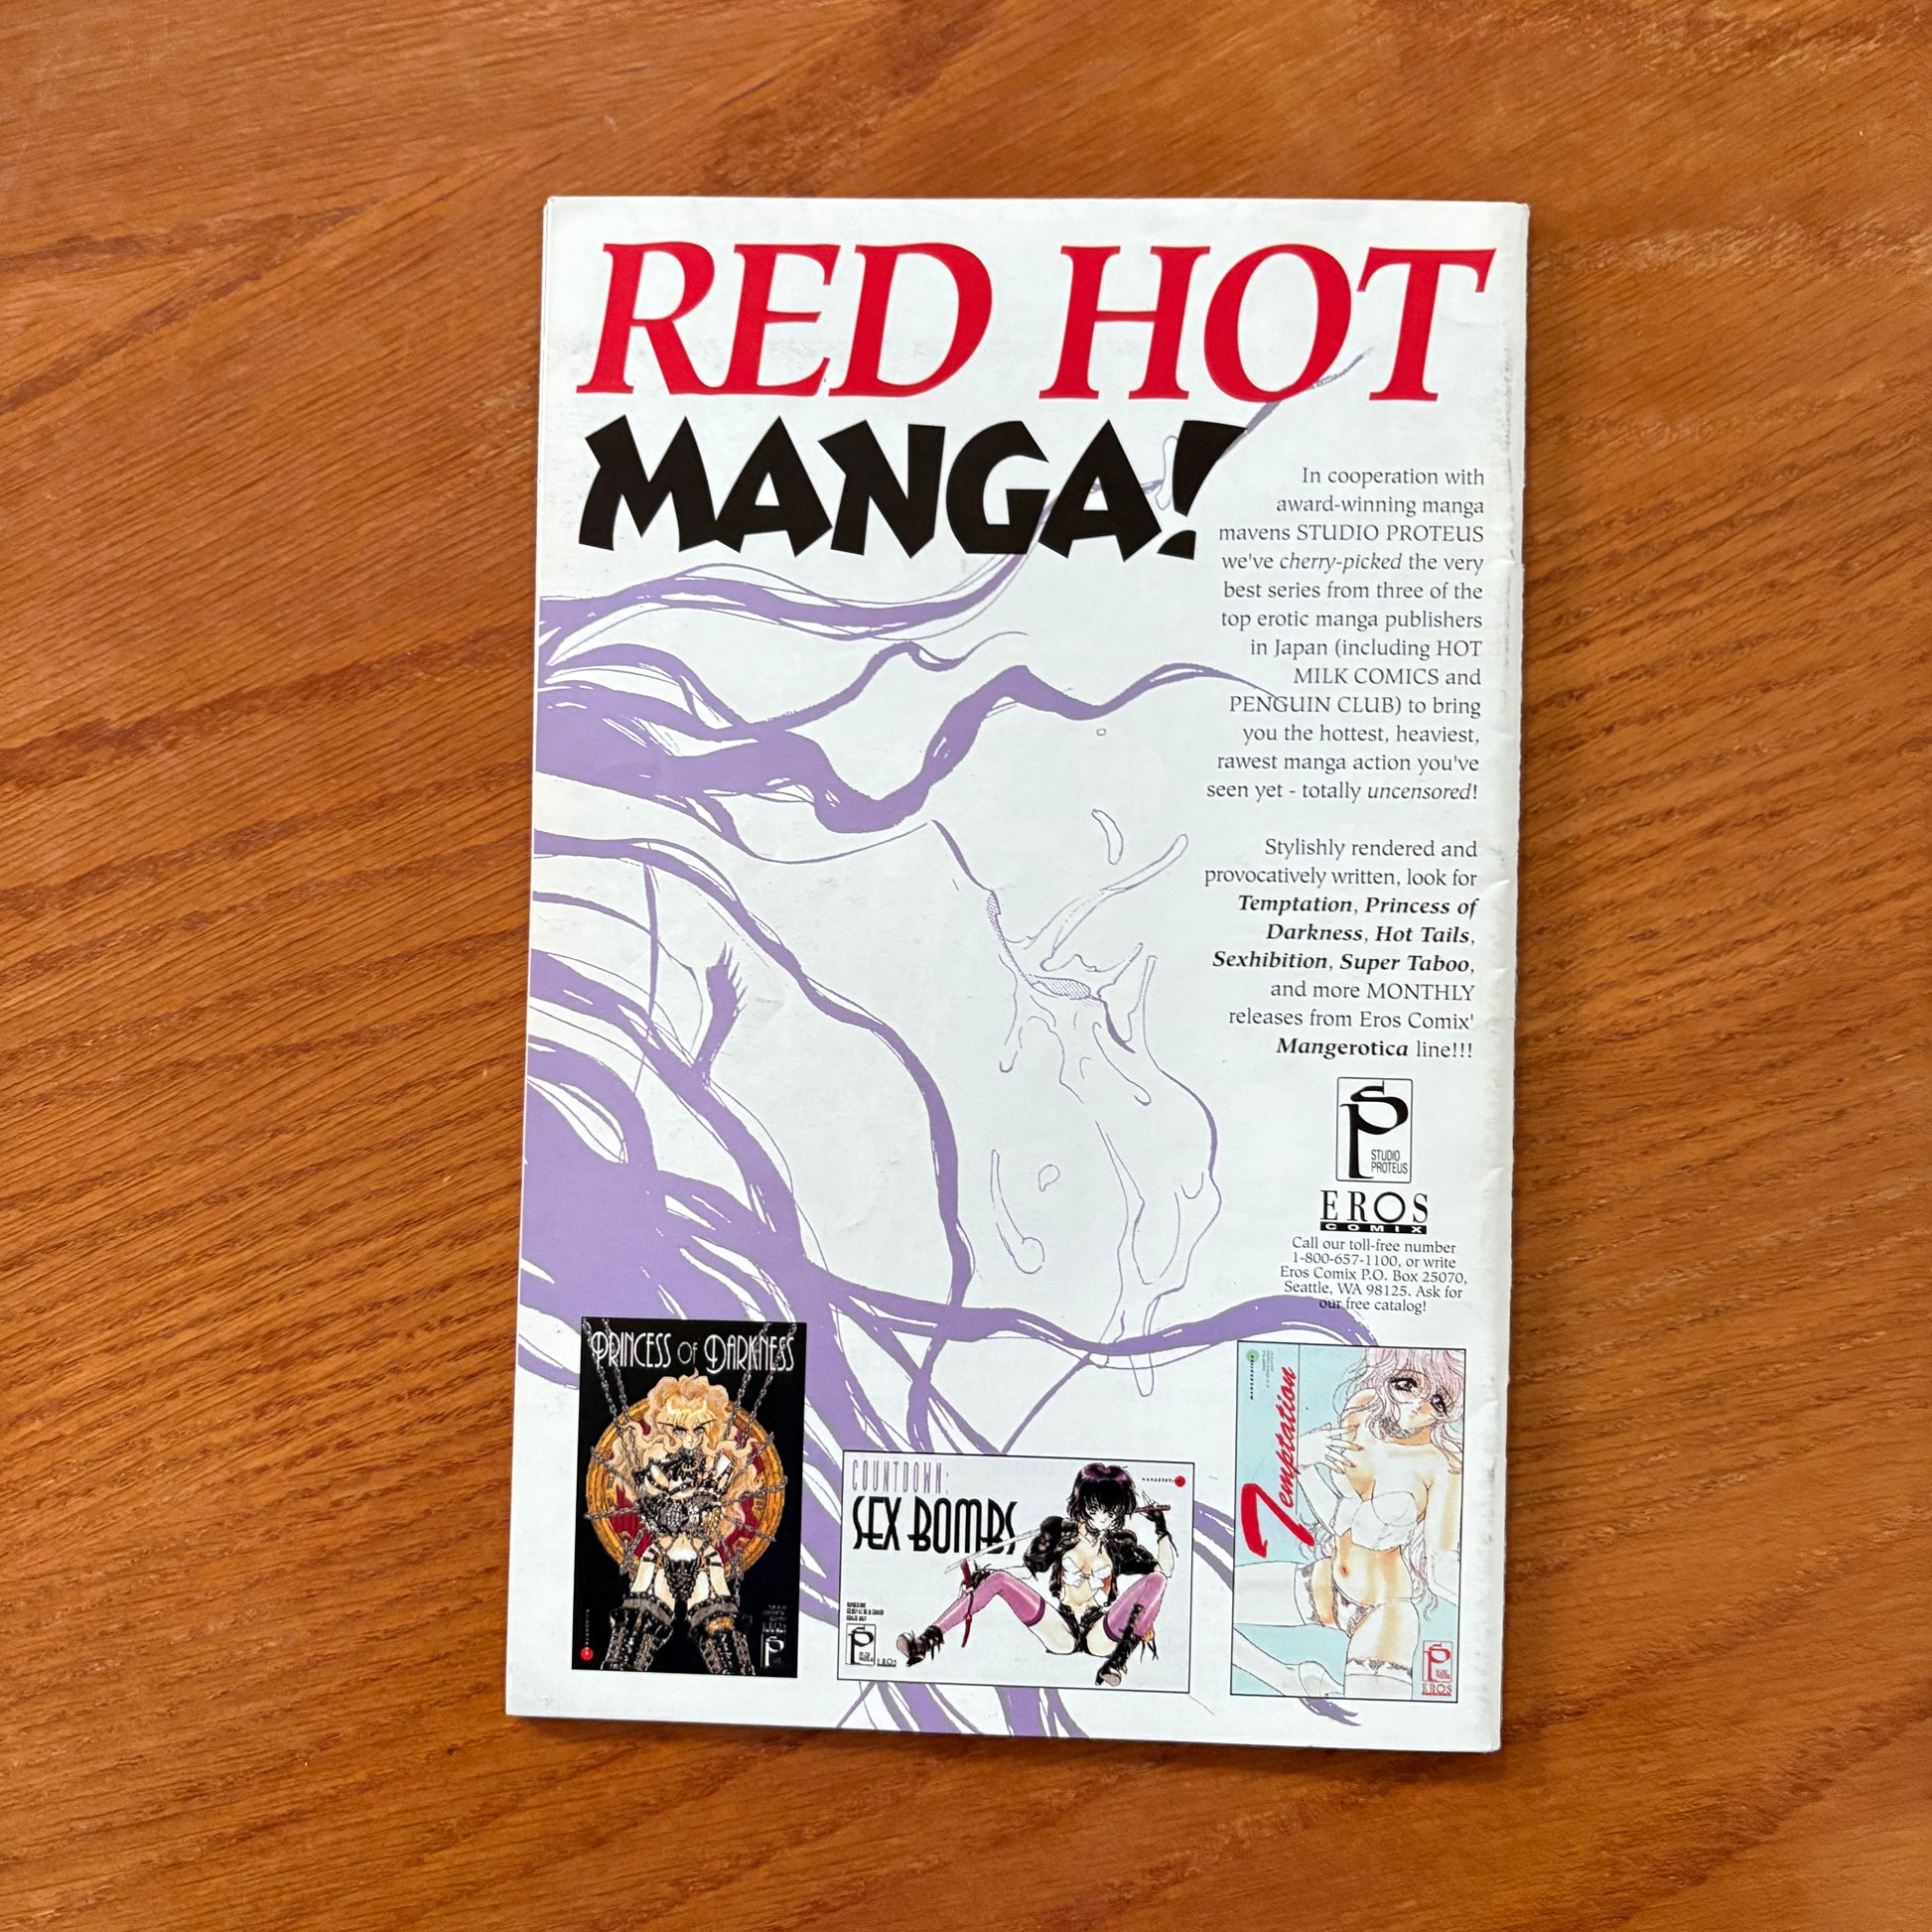 RED HOT
MANGA!
In cooperation with
award-winning manga
mavens STUDIO PROTEUS
we've cherry-picked the very
best series from three of the
top erotic manga publishers
in Japan (including HOT
MILK COMICS and
PENGUIN CLUB) to bring
you the hottest, heaviest,
rawest manga action you've
seen yet - totally uncensored!
Stylishly rendered and
provocatively written, look for
Temptation, Princess of
Darkness, Hot Tails,
Sexhibition, Super Taboo,
and more MONTHLY
releases from Eros Comix'
Mangerotica line!!!
SP
STUDIO
PROTEUS
EROS
COMIX
Call our toll-free number
1-800-657-1100, or write
Eros Comix P.O. Box 25070,
Seattle, WA 98125. Ask for
our free catalog!
PRINCESS OF DARKNESS
COUNTDOWN:
SEX BOMBS
EROS
Temptation
EROS